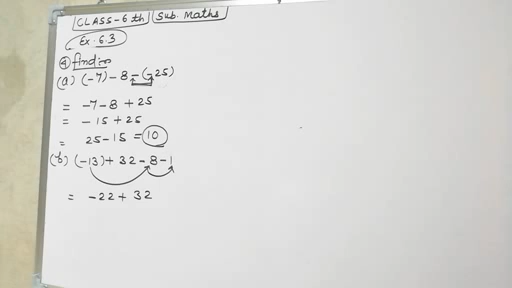 CLASS-6th Sub. Maths
Ex. 6.3
④ find:-
(a) (-7) - 8 - (-25)
= -7 - 8 + 25
= -15 + 25
= 25 - 15 = 10
(b) (-13) + 32 - 8 - 1
= -22 + 32